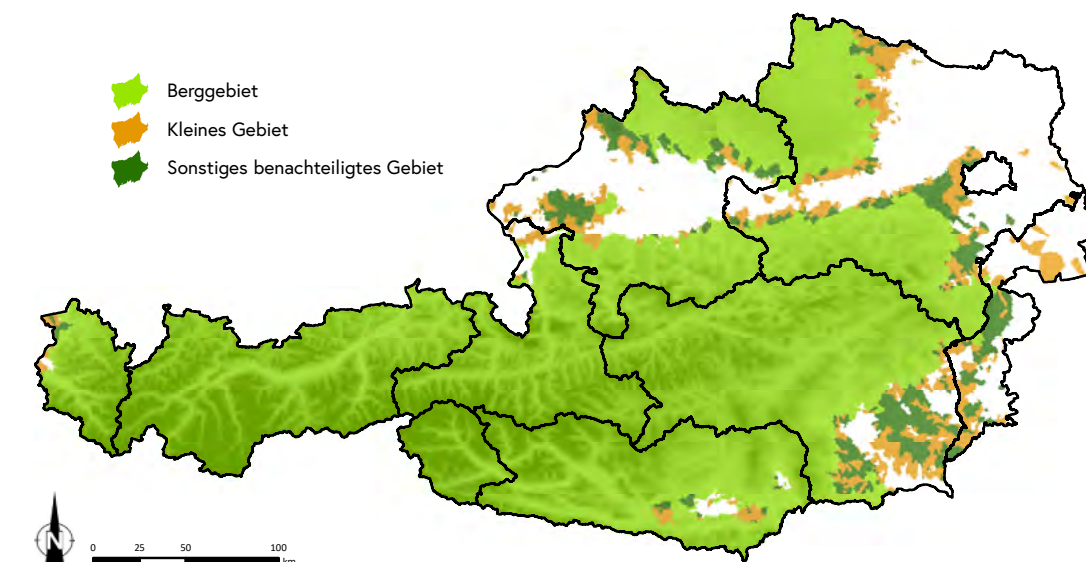 Berggebiet
Kleines Gebiet
Sonstiges benachteiligtes Gebiet
N
0 25 50 100
km